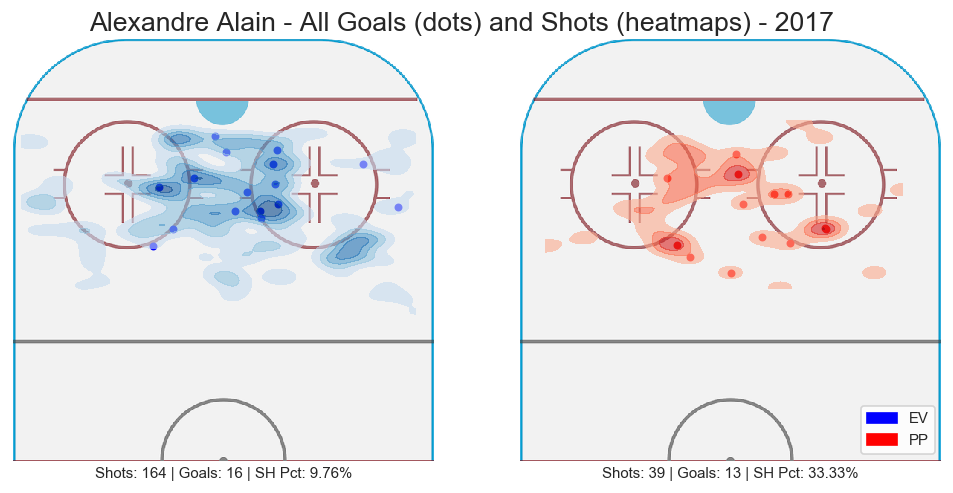 Alexandre Alain - All Goals (dots) and Shots (heatmaps) - 2017
EV
PP
Shots: 164 | Goals: 16 | SH Pct: 9.76%
Shots: 39 | Goals: 13 | SH Pct: 33.33%